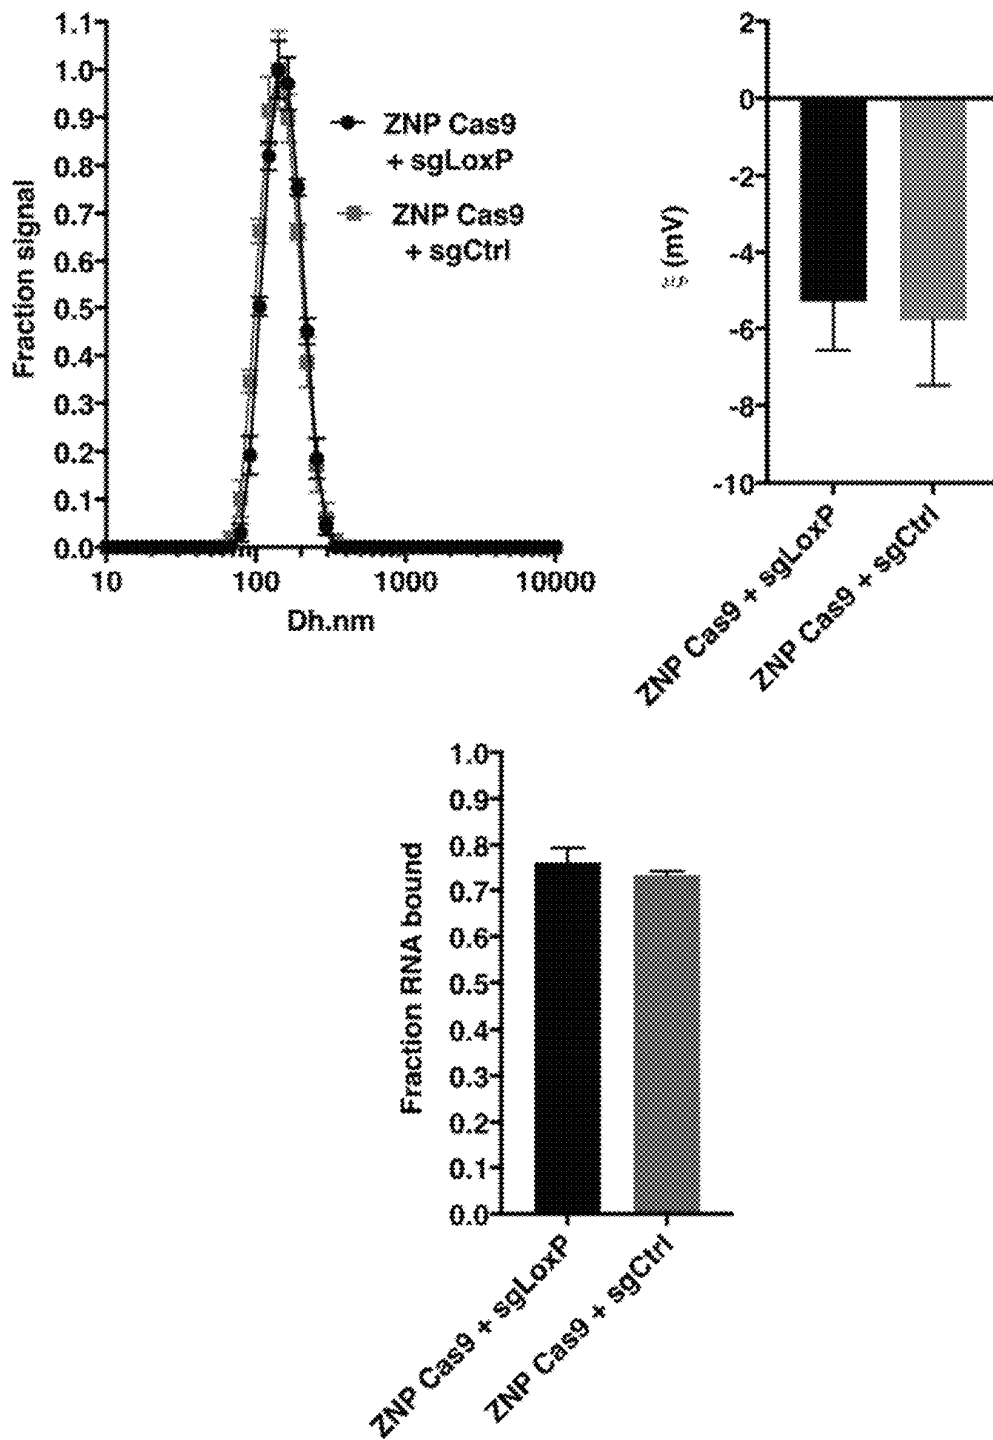 1.1
1.0
0.9
0.8
0.7
0.6
0.5
0.4
0.3
0.2
0.1
0.0
Fraction signal
10
100
1000
10000
Dh.nm
ZNP Cas9
+ sgLoxP
ZNP Cas9
+ sgCtrl
2
0
-2
-4
-6
-8
-10
ξ (mV)
ZNP Cas9 + sgLoxP
ZNP Cas9 + sgCtrl
1.0
0.9
0.8
0.7
0.6
0.5
0.4
0.3
0.2
0.1
0.0
Fraction RNA bound
ZNP Cas9 + sgLoxP
ZNP Cas9 + sgCtrl